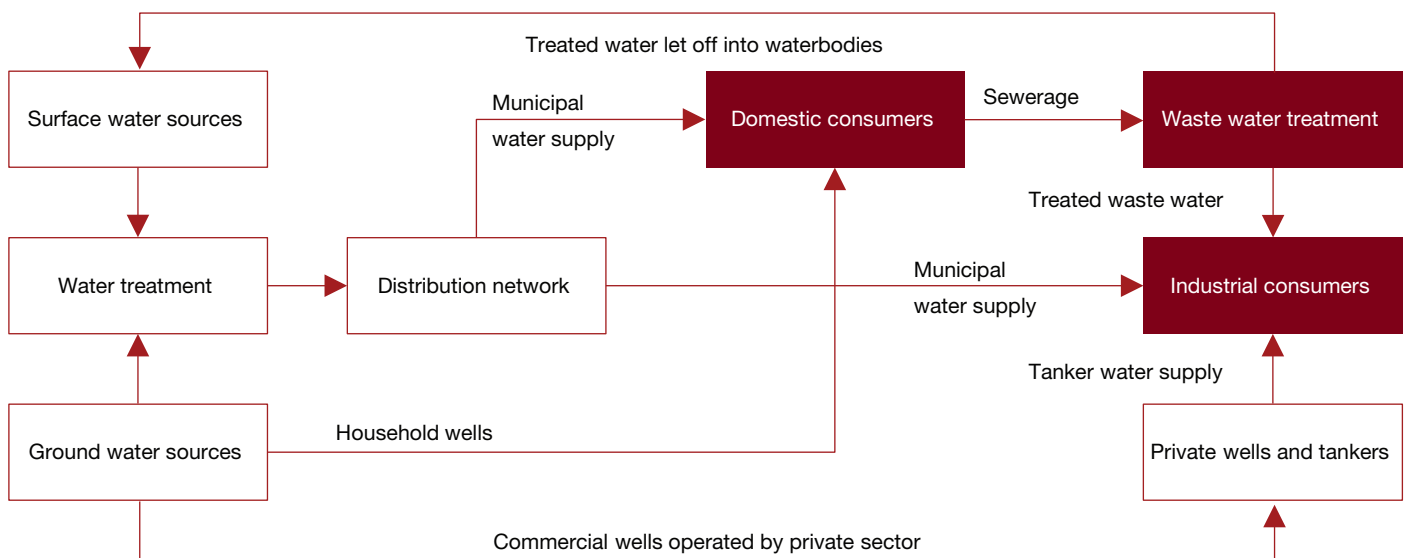 Treated water let off into waterbodies
Surface water sources
Municipal
water supply
Domestic consumers
Sewerage
Waste water treatment
Treated waste water
Water treatment
Distribution network
Municipal
water supply
Industrial consumers
Tanker water supply
Ground water sources
Household wells
Private wells and tankers
Commercial wells operated by private sector